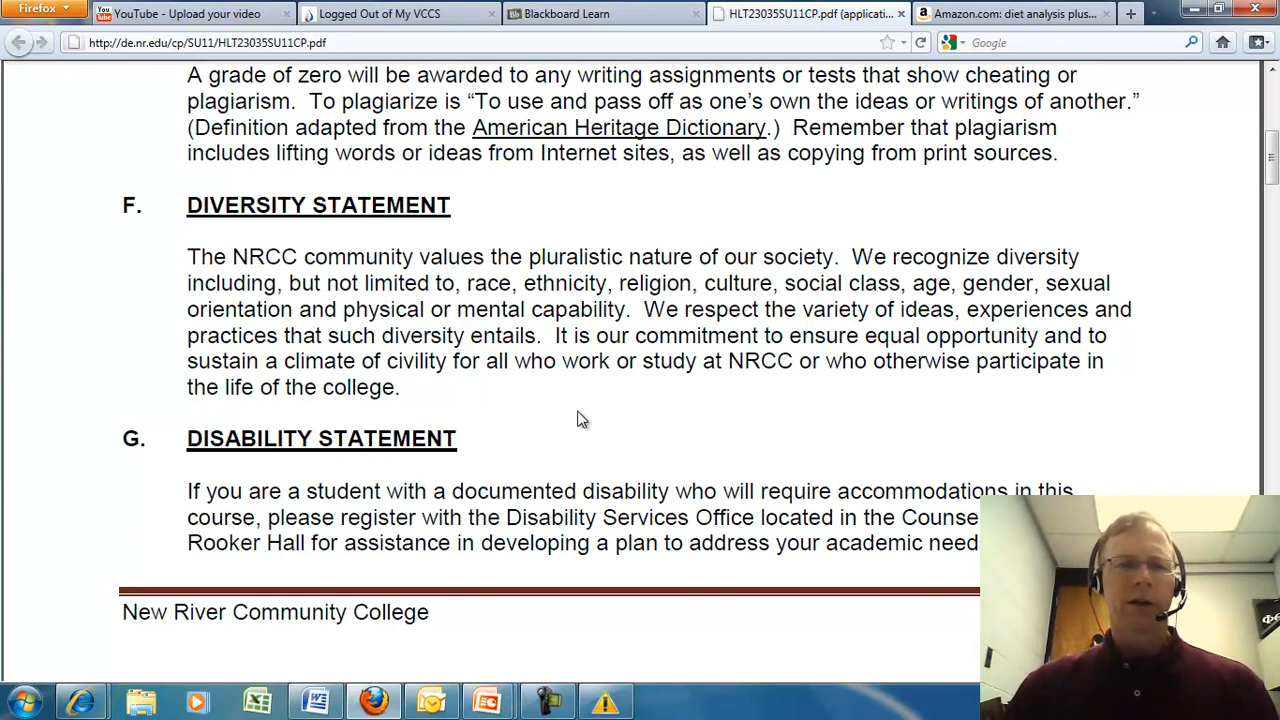 Firefox
YouTube - Upload your video
Logged Out of My VCCS
Blackboard Learn
HLT23035SU11CP.pdf (applicati...
Amazon.com: diet analysis plus...
http://de.nr.edu/cp/SU11/HLT23035SU11CP.pdf
Google
A grade of zero will be awarded to any writing assignments or tests that show cheating or
plagiarism. To plagiarize is “To use and pass off as one’s own the ideas or writings of another.”
(Definition adapted from the American Heritage Dictionary.) Remember that plagiarism
includes lifting words or ideas from Internet sites, as well as copying from print sources.
F. DIVERSITY STATEMENT
The NRCC community values the pluralistic nature of our society. We recognize diversity
including, but not limited to, race, ethnicity, religion, culture, social class, age, gender, sexual
orientation and physical or mental capability. We respect the variety of ideas, experiences and
practices that such diversity entails. It is our commitment to ensure equal opportunity and to
sustain a climate of civility for all who work or study at NRCC or who otherwise participate in
the life of the college.
G. DISABILITY STATEMENT
If you are a student with a documented disability who will require accommodations in this
course, please register with the Disability Services Office located in the Counse
Rooker Hall for assistance in developing a plan to address your academic need
New River Community College